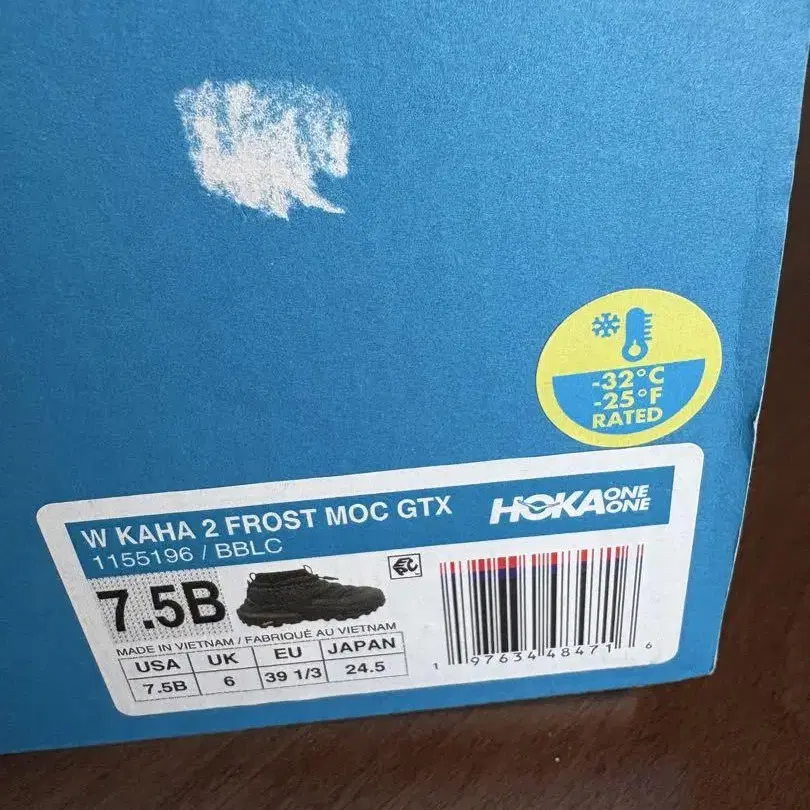 -32°C
-25°F
RATED
W KAHA 2 FROST MOC GTX
HOKA ONE ONE
1155196 / BBLC
7.5B
MADE IN VIETNAM / FABRIQUÉ AU VIETNAM
USA UK EU JAPAN
7.5B 6 39 1/3 24.5
1 97634 48471 6